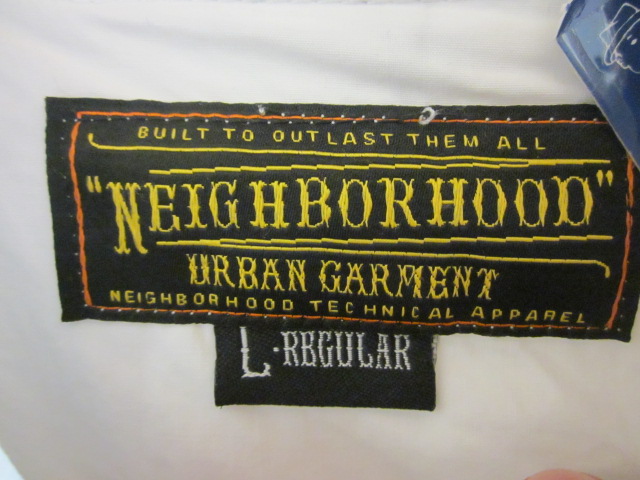 BUILT TO OUTLAST THEM ALL
"NEIGHBORHOOD"
URBAN GARMENT
NEIGHBORHOOD TECHNICAL APPAREL
L-REGULAR